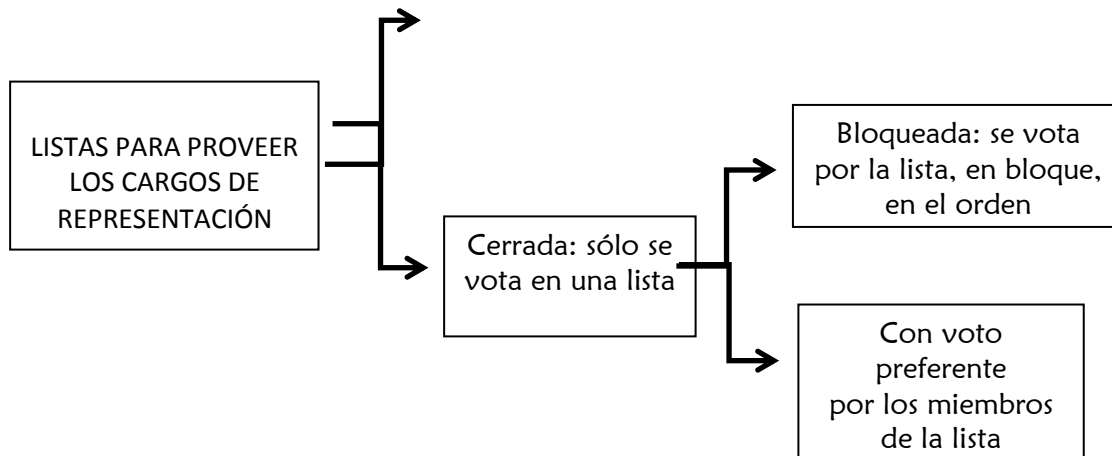 LISTAS PARA PROVEER
LOS CARGOS DE
REPRESENTACIÓN
Cerrada: sólo se
vota en una lista
Bloqueada: se vota
por la lista, en bloque,
en el orden
Con voto
preferente
por los miembros
de la lista